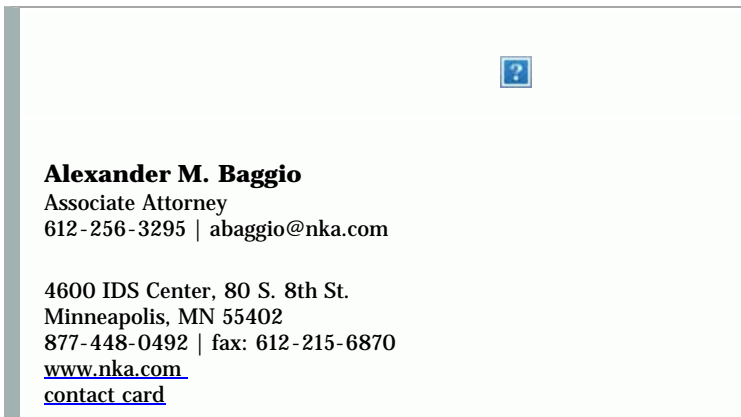 Alexander M. Baggio
Associate Attorney
612-256-3295 | abaggio@nka.com
4600 IDS Center, 80 S. 8th St.
Minneapolis, MN 55402
877-448-0492 | fax: 612-215-6870
www.nka.com
contact card